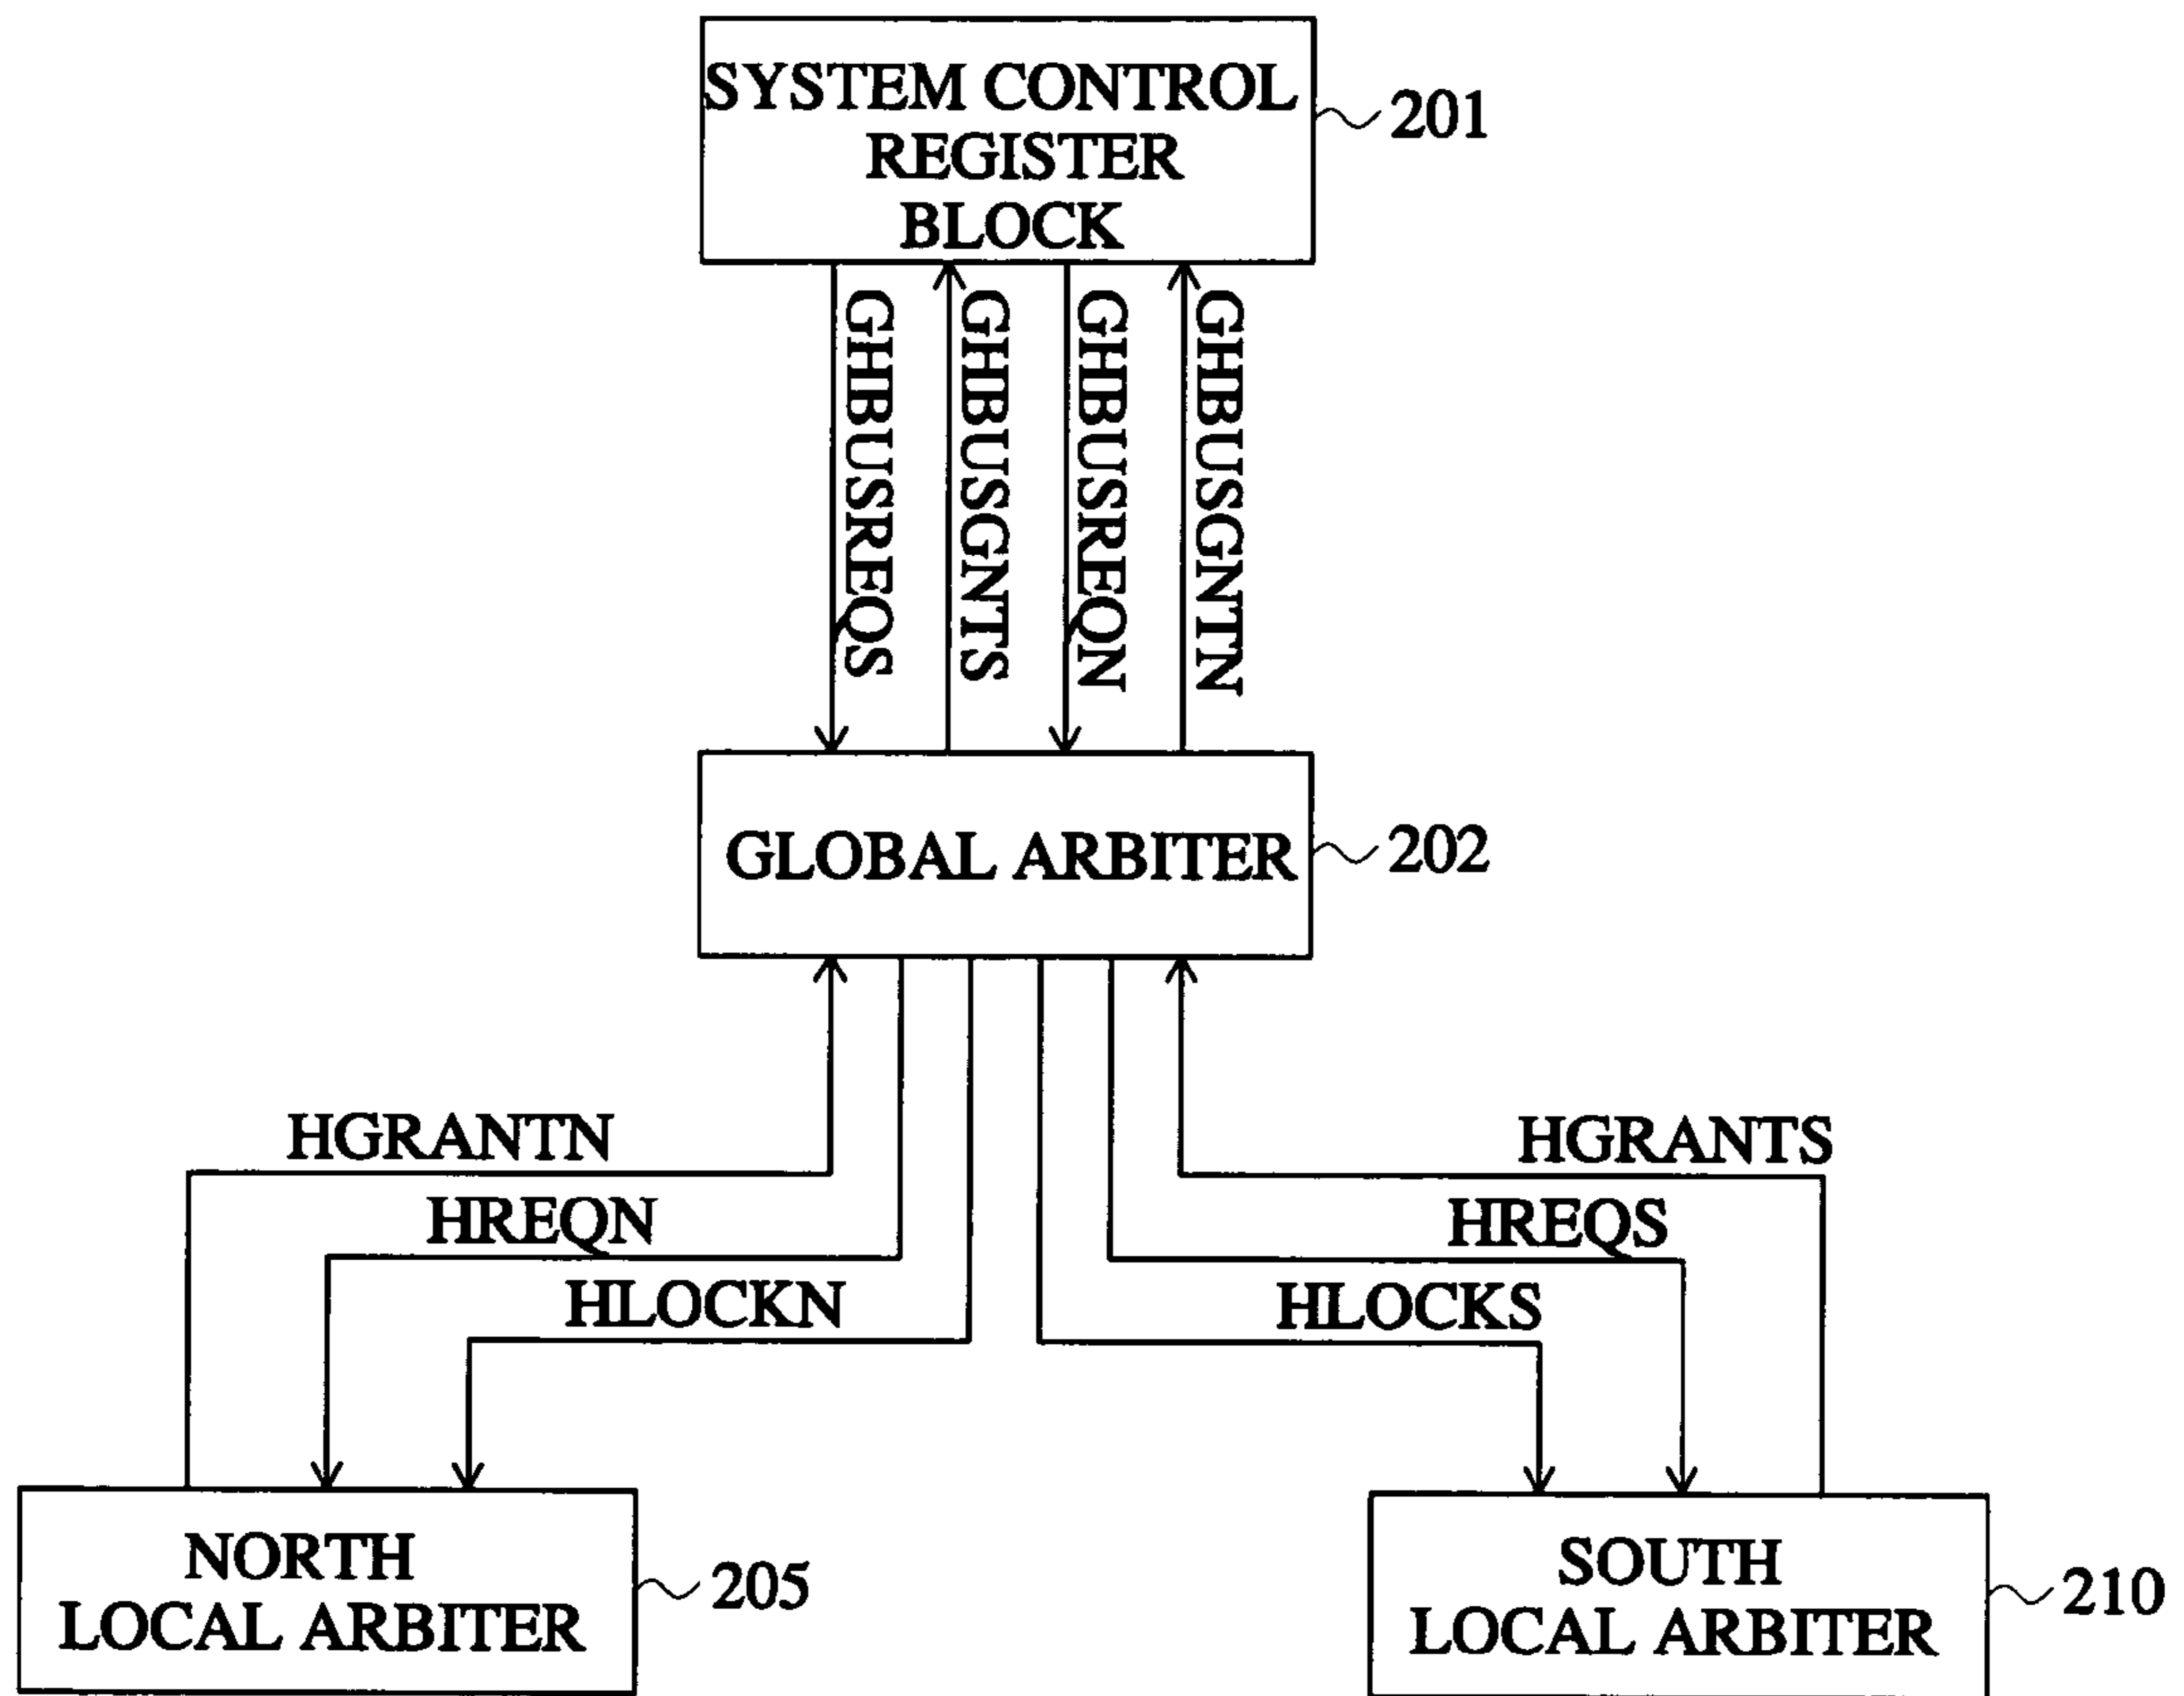 SYSTEM CONTROL
REGISTER
BLOCK
201
GHBUSREQS
GHBUSGNTS
GHBUSREQN
GHBUSGNTN
GLOBAL ARBITER
202
HGRANTN
HGRANTS
HREQN
HREQS
HLOCKN
HLOCKS
NORTH
LOCAL ARBITER
205
SOUTH
LOCAL ARBITER
210